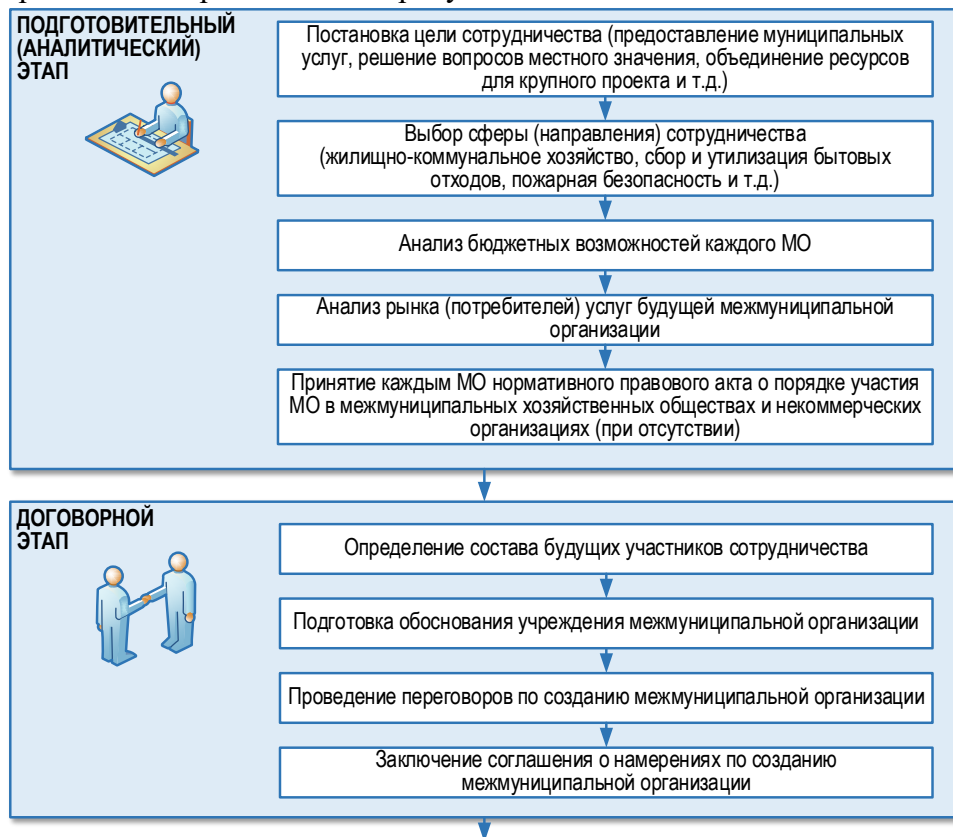 ПОДГОТОВИТЕЛЬНЫЙ
(АНАЛИТИЧЕСКИЙ)
ЭТАП
Постановка цели сотрудничества (предоставление муниципальных
услуг, решение вопросов местного значения, объединение ресурсов
для крупного проекта и т.д.)
Выбор сферы (направления) сотрудничества
(жилищно-коммунальное хозяйство, сбор и утилизация бытовых
отходов, пожарная безопасность и т.д.)
Анализ бюджетных возможностей каждого МО
Анализ рынка (потребителей) услуг будущей межмуниципальной
организации
Принятие каждым МО нормативного правового акта о порядке участия
МО в межмуниципальных хозяйственных обществах и некоммерческих
организациях (при отсутствии)
ДОГОВОРНОЙ
ЭТАП
Определение состава будущих участников сотрудничества
Подготовка обоснования учреждения межмуниципальной организации
Проведение переговоров по созданию межмуниципальной организации
Заключение соглашения о намерениях по созданию
межмуниципальной организации